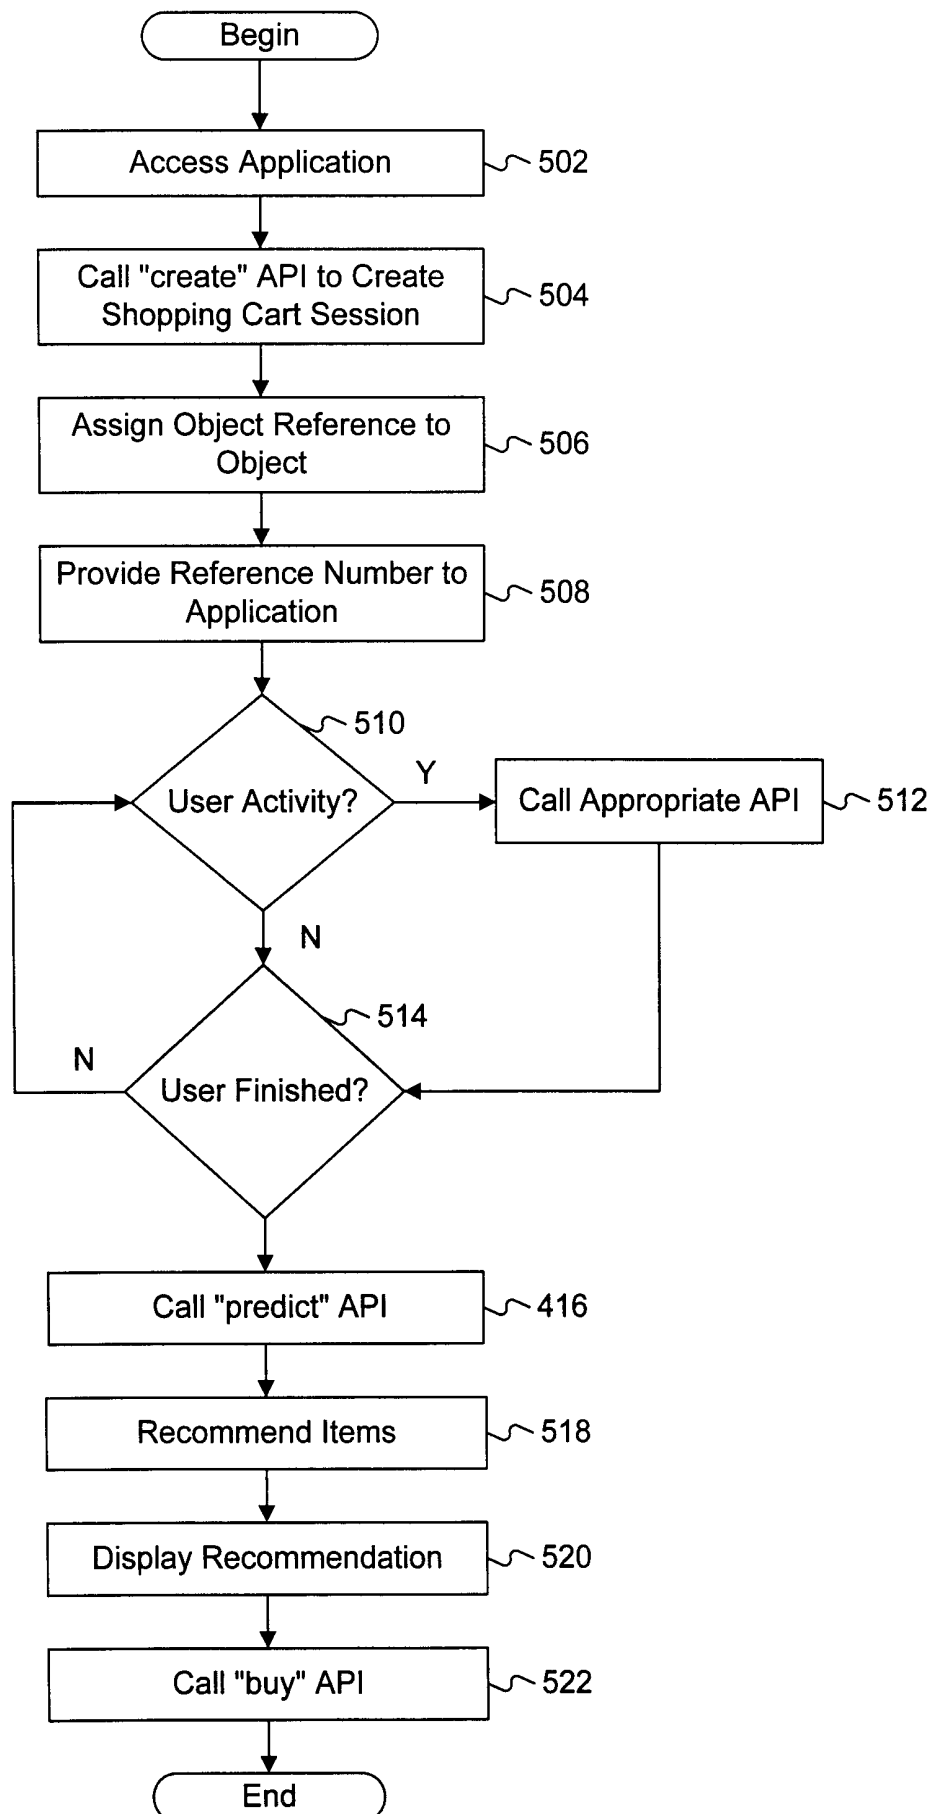 Begin
Access Application
502
Call "create" API to Create
Shopping Cart Session
504
Assign Object Reference to
Object
506
Provide Reference Number to
Application
508
510
User Activity?
Y
Call Appropriate API
512
N
514
N
User Finished?
Call "predict" API
416
Recommend Items
518
Display Recommendation
520
Call "buy" API
522
End